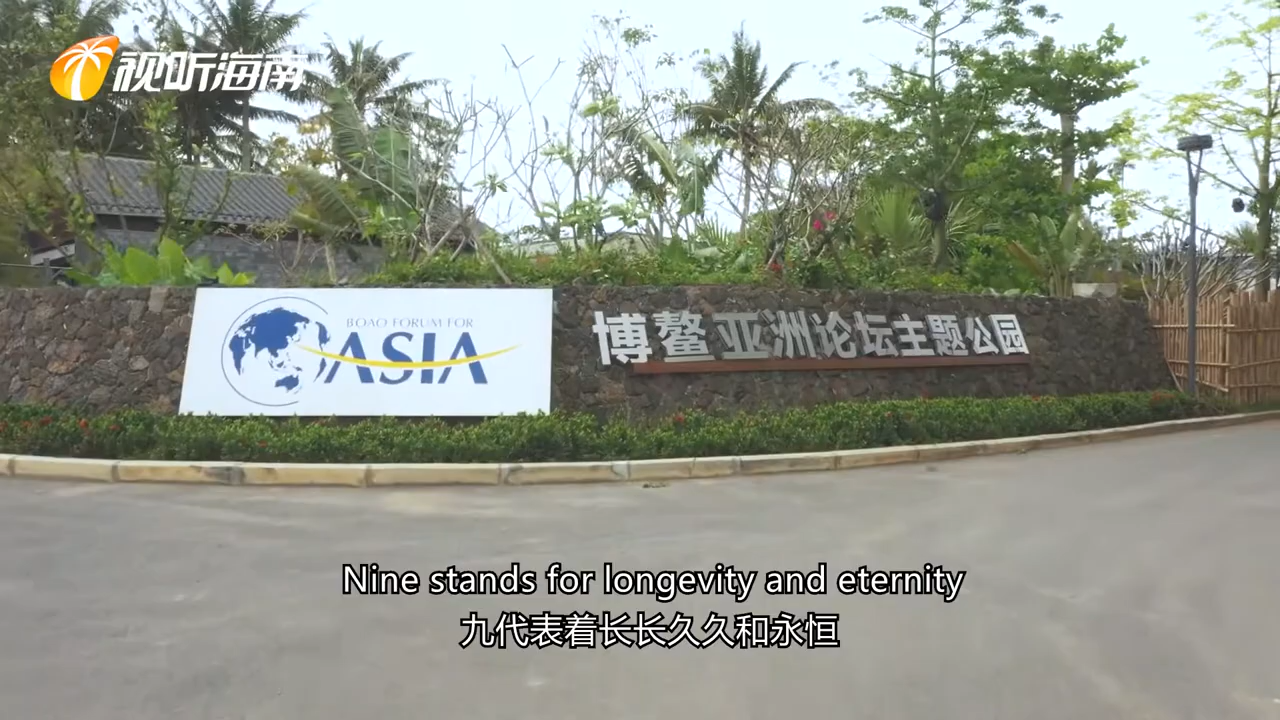 视听海南
BOAO FORUM FOR
ASIA
博鳌亚洲论坛主题公园
Nine stands for longevity and eternity
九代表着长长久久和永恒